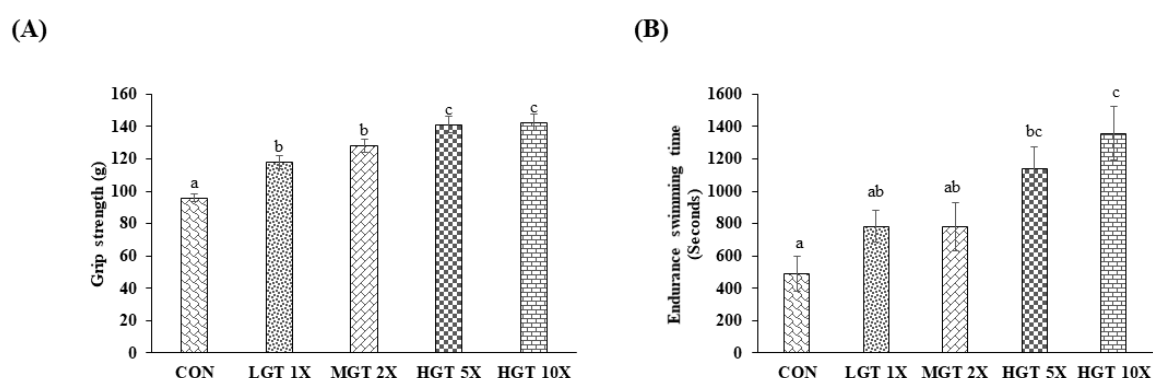 (A)
Grip strength (g)
160
140
120
100
80
60
40
20
0
a
b
b
c
c
CON LGT 1X MGT 2X HGT 5X HGT 10X
(B)
Endurance swimming time
(Seconds)
1600
1400
1200
1000
800
600
400
200
0
a
ab
ab
bc
c
CON LGT 1X MGT 2X HGT 5X HGT 10X